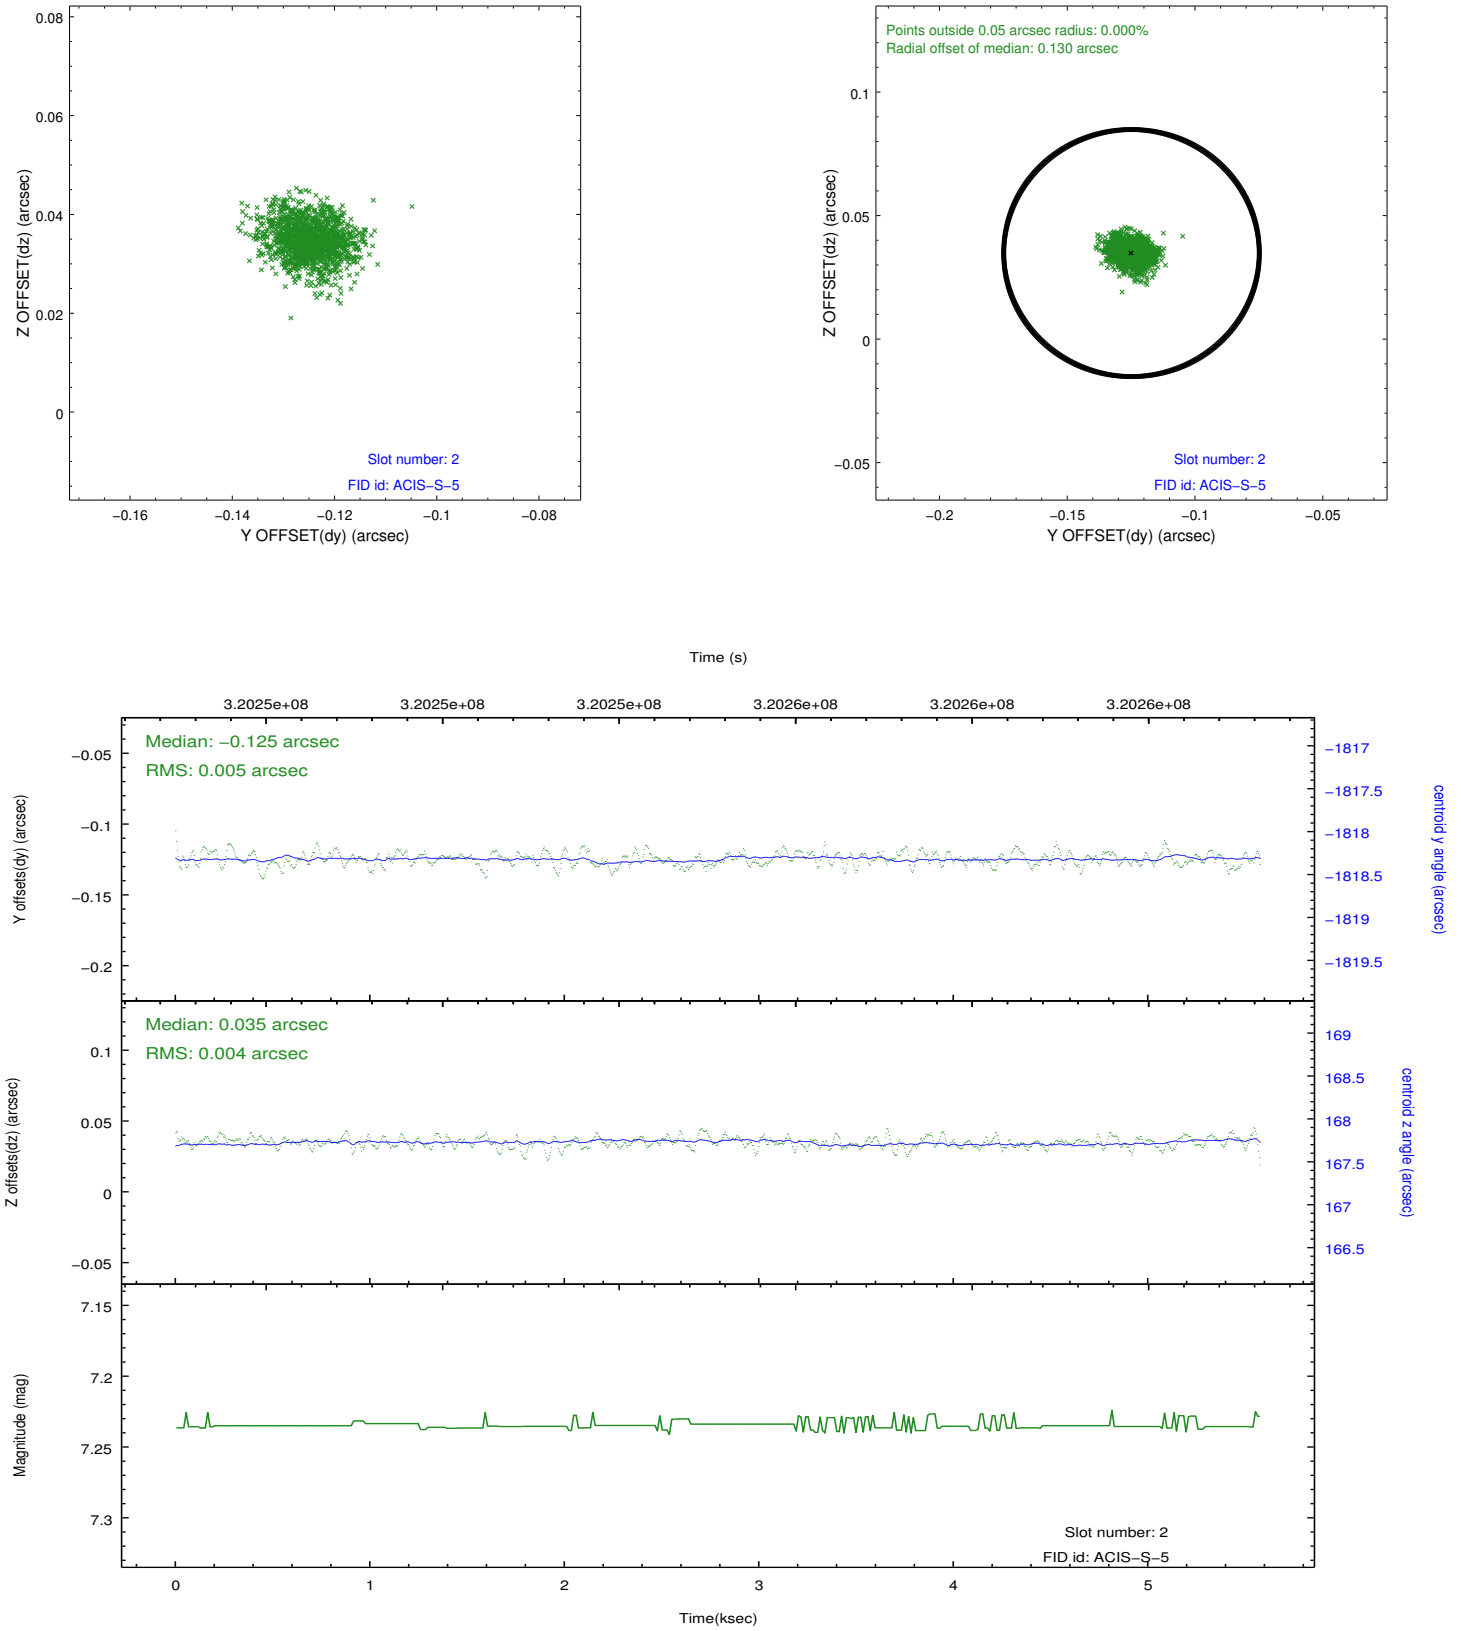 0.08
0.06
0.04
0.02
0
Z OFFSET(dz) (arcsec)
Slot number: 2
FID id: ACIS−S−5
−0.16 −0.14 −0.12 −0.1 −0.08
Y OFFSET(dy) (arcsec)
Points outside 0.05 arcsec radius: 0.000%
Radial offset of median: 0.130 arcsec
0.1
0.05
0
−0.05
Z OFFSET(dz) (arcsec)
Slot number: 2
FID id: ACIS−S−5
−0.2 −0.15 −0.1 −0.05
Y OFFSET(dy) (arcsec)
Time (s)
3.2025e+08 3.2025e+08 3.2025e+08 3.2026e+08 3.2026e+08 3.2026e+08
Median: −0.125 arcsec
RMS: 0.005 arcsec
−0.05
−0.1
−0.15
−0.2
Y offsets(dy) (arcsec)
−1817
−1817.5
−1818
−1818.5
−1819
−1819.5
centroid y angle (arcsec)
Median: 0.035 arcsec
RMS: 0.004 arcsec
0.1
0.05
0
−0.05
Z offsets(dz) (arcsec)
169
168.5
168
167.5
167
166.5
centroid z angle (arcsec)
7.15
7.2
7.25
7.3
Magnitude (mag)
Slot number: 2
FID id: ACIS−S−5
0 1 2 3 4 5
Time(ksec)